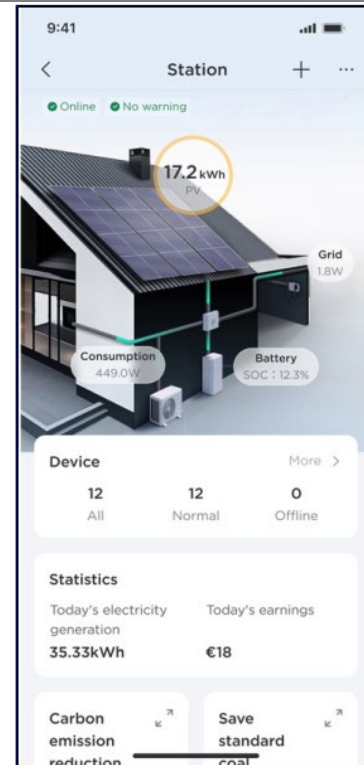 9:41
Station
Online No warning
17.2 kWh
PV
Grid
1.8W
Consumption
449.0W
Battery
SOC : 12.3%
Device More
12 12 0
All Normal Offline
Statistics
Today's electricity generation
Today's earnings
35.33kWh €18
Carbon emission reduction
Save standard coal